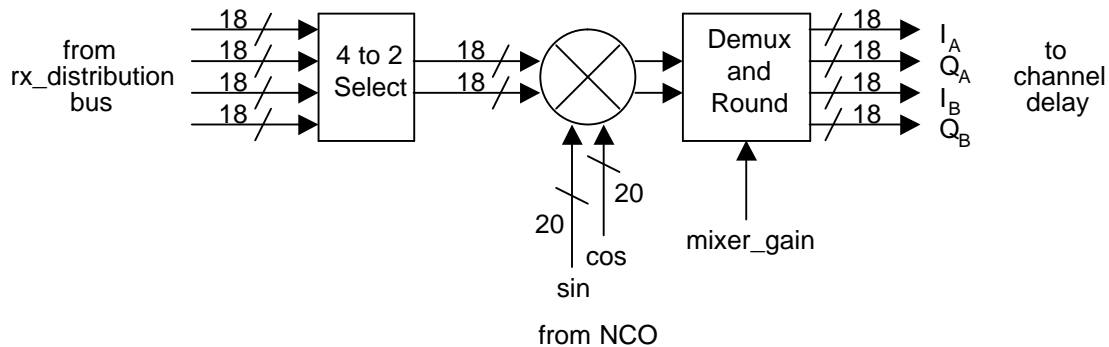 from
rx_distribution
bus
18
18
18
18
4 to 2
Select
18
18
20
20
sin
cos
from NCO
Demux
and
Round
mixer_gain
18
18
18
18
I_A
Q_A
I_B
Q_B
to
channel
delay